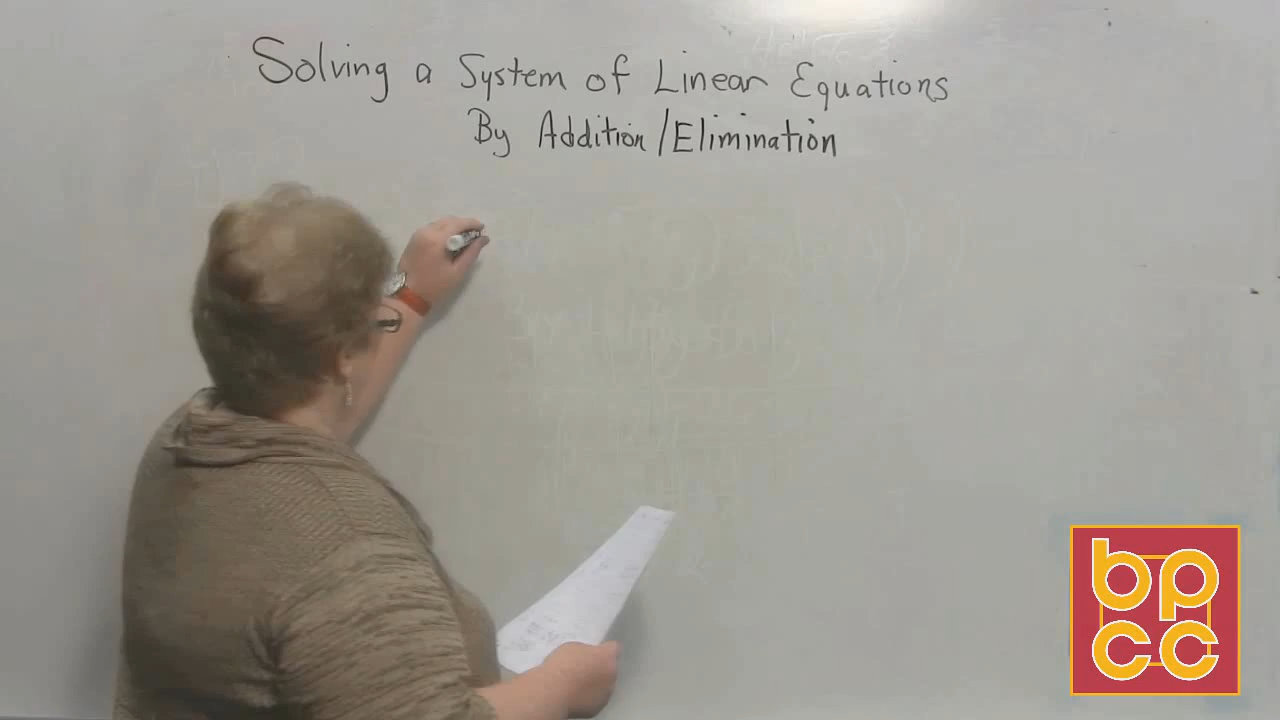 Solving a System of Linear Equations
By Addition/Elimination
bp
cc